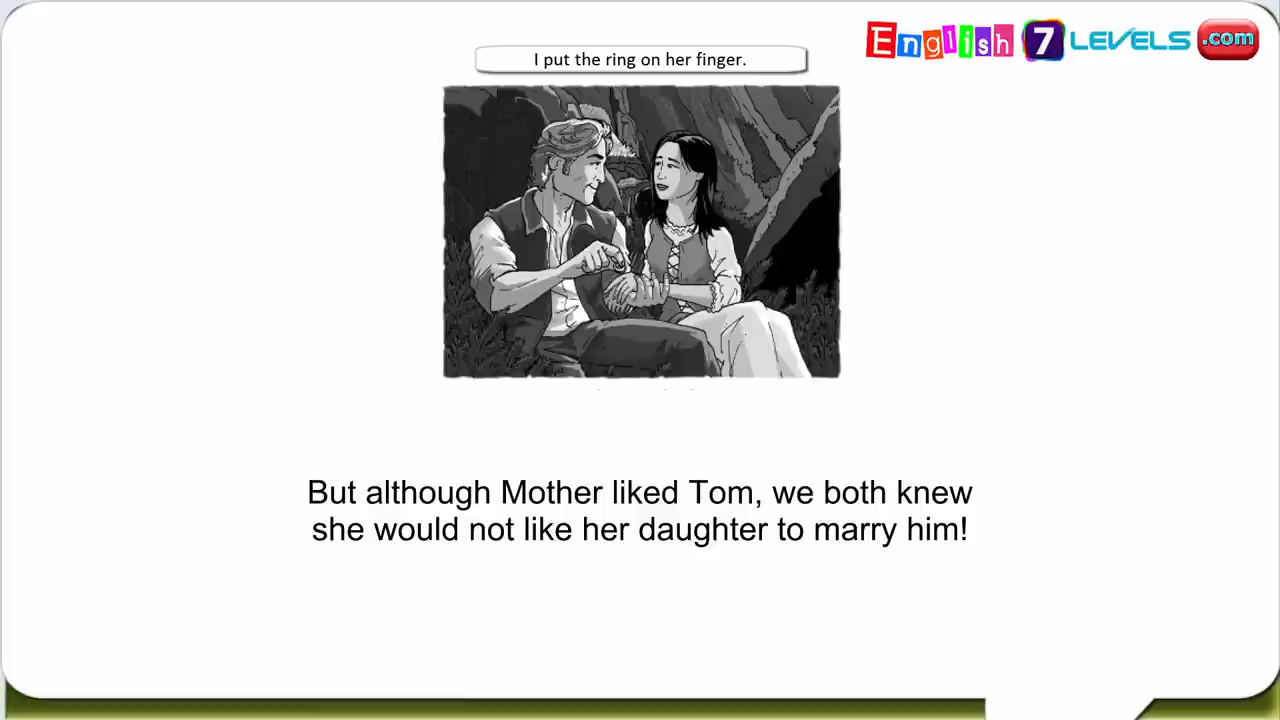 English 7 LEVELS .com
I put the ring on her finger.
But although Mother liked Tom, we both knew
she would not like her daughter to marry him!